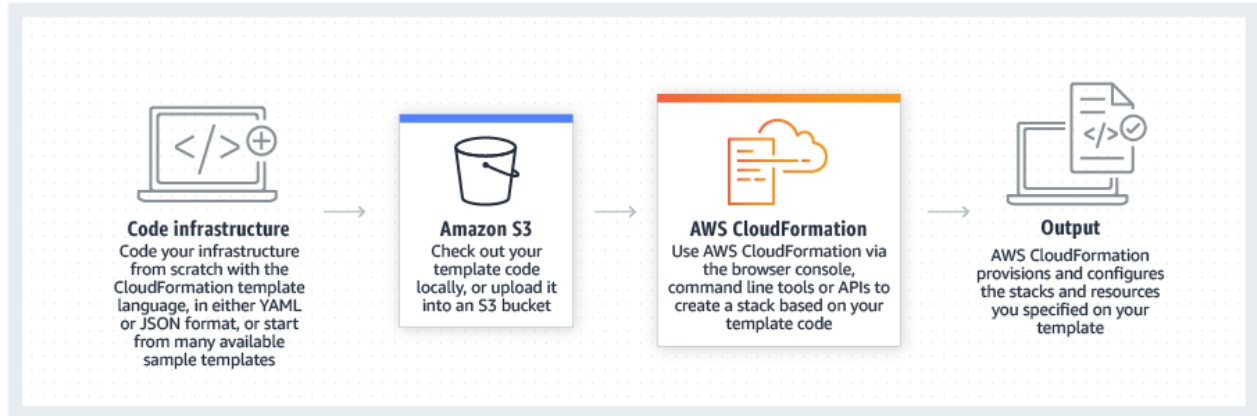 </>
Code infrastructure
Code your infrastructure
from scratch with the
CloudFormation template
language, in either YAML
or JSON format, or start
from many available
sample templates
Amazon S3
Check out your
template code
locally, or upload it
into an S3 bucket
AWS CloudFormation
Use AWS CloudFormation via
the browser console,
command line tools or APIs to
create a stack based on your
template code
</>
Output
AWS CloudFormation
provisions and configures
the stacks and resources
you specified on your
template